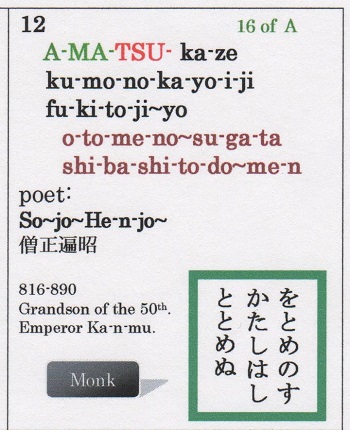 12
16 of A
A-MA-TSU- ka-ze
ku-mo-no-ka-yo-i-ji
fu-ki-to-ji~yo
o-to-me-no~su-ga-ta
shi-ba-shi-to-do~me-n
poet:
So~jo~He-n-jo~
僧正遍昭
816-890
Grandson of the 50th.
Emperor Ka-n-mu.
Monk
をとめのす
かたしはし
ととめぬ